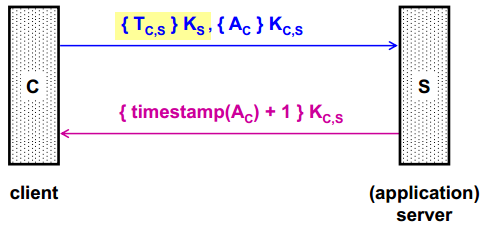 { T_C,S } K_S , { A_C } K_C,S
C
S
{ timestamp(A_C) + 1 } K_C,S
client
(application)
server